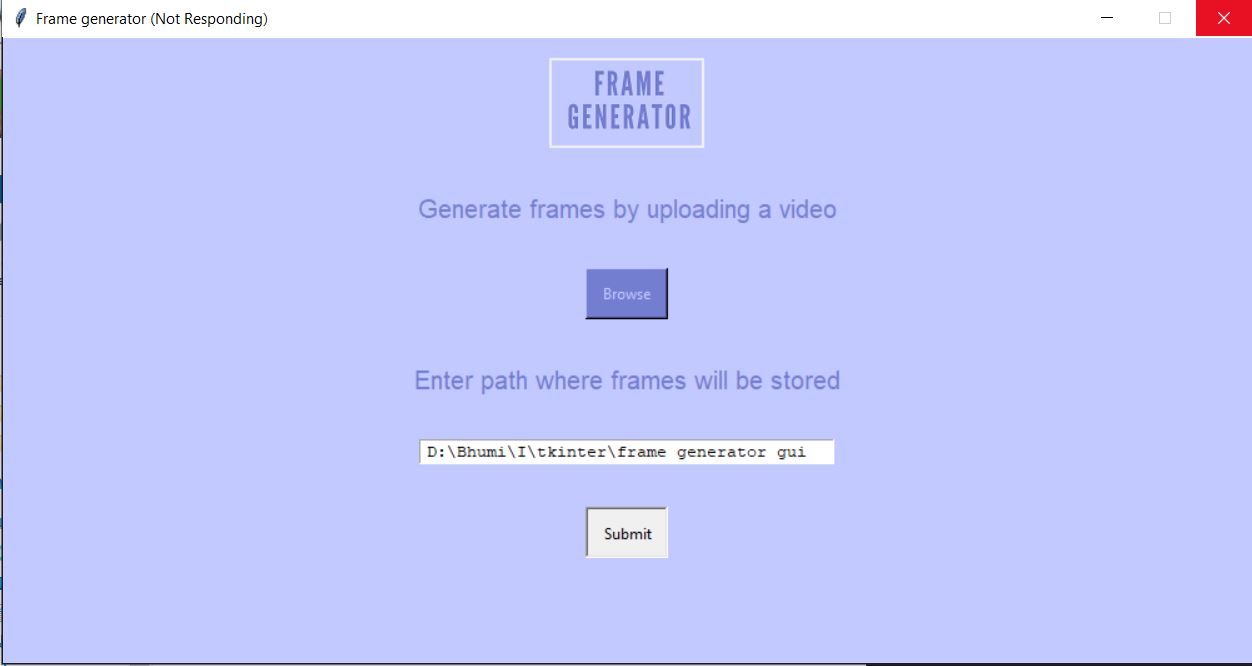 Frame generator (Not Responding)
FRAME
GENERATOR
Generate frames by uploading a video
Browse
Enter path where frames will be stored
D:\Bhumi\I\tkinter\frame generator gui
Submit